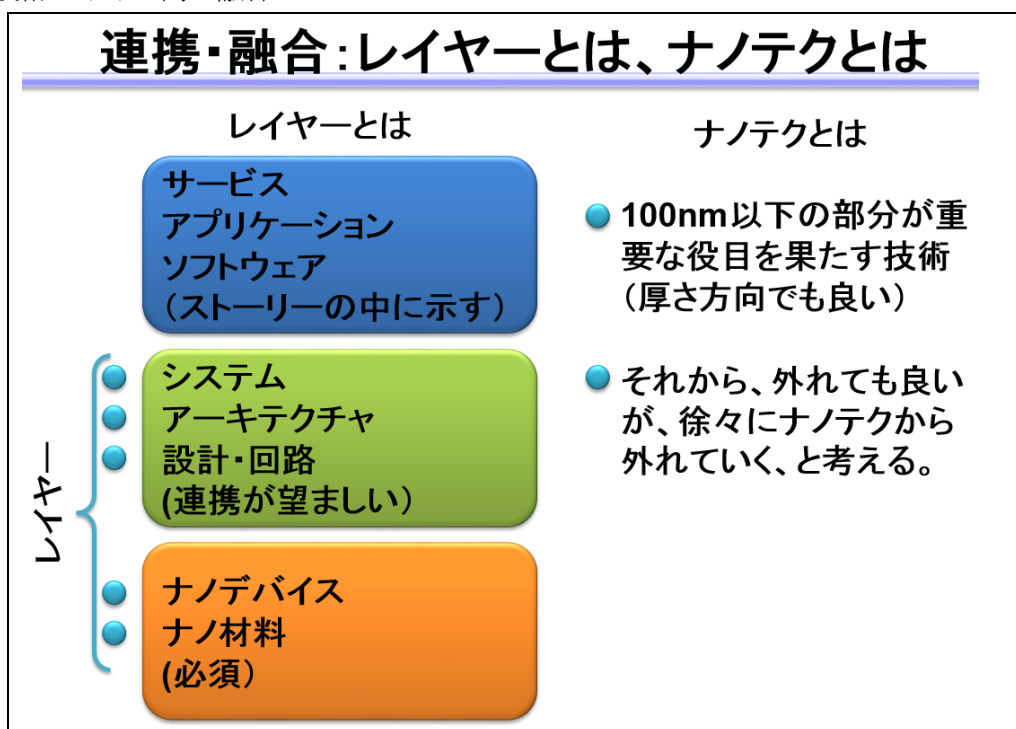 連携・融合：レイヤーとは、ナノテクとは
レイヤーとは
サービス
アプリケーション
ソフトウェア
（ストーリーの中に示す）
レイヤー
システム
アーキテクチャ
設計・回路
(連携が望ましい）
ナノデバイス
ナノ材料
(必須）
ナノテクとは
100nm以下の部分が重
要な役目を果たす技術
（厚さ方向でも良い）
それから、外れても良い
が、徐々にナノテクから
外れていく、と考える。